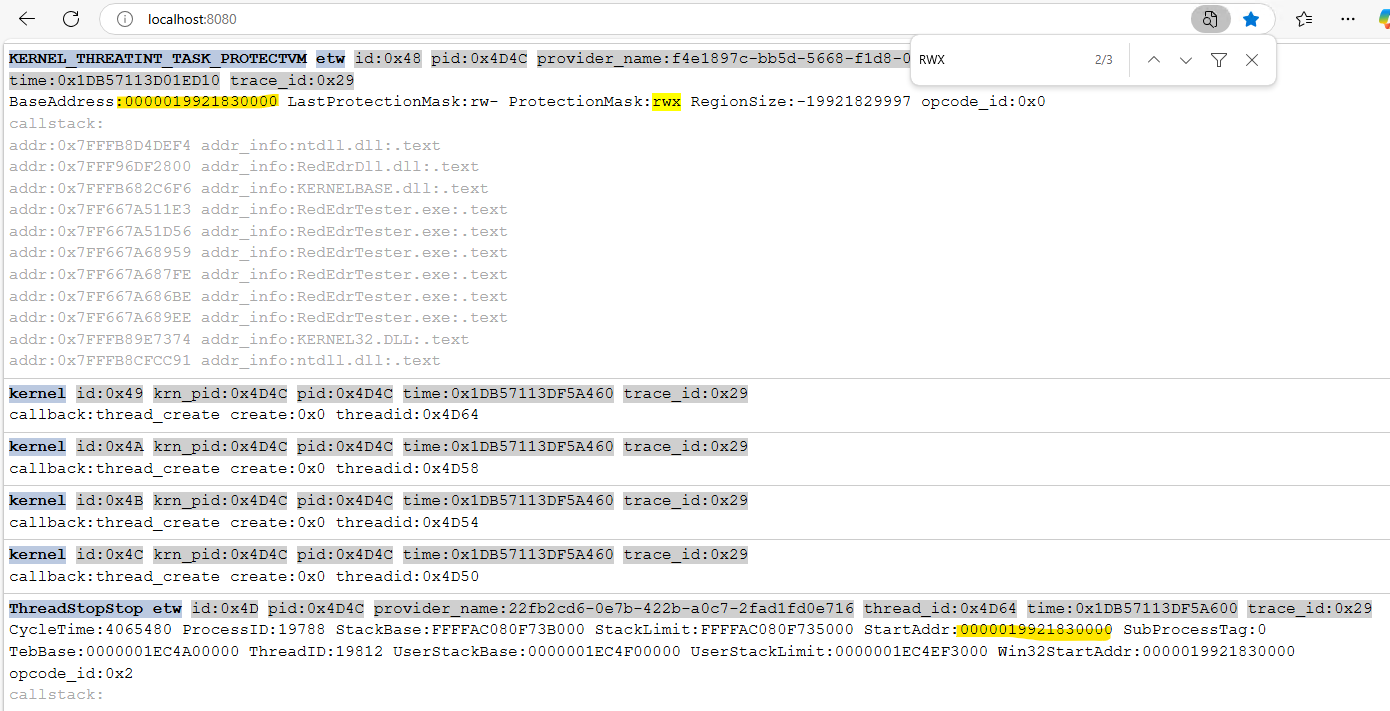 localhost:8080
RWX 2/3
KERNEL_THREATINT_TASK_PROTECTVM etw id:0x48 pid:0x4D4C provider_name:f4e1897c-bb5d-5668-f1d8-0
time:0x1DB57113D01ED10 trace_id:0x29
BaseAddress:0000019921830000 LastProtectionMask:rw- ProtectionMask:rwx RegionSize:-19921829997 opcode_id:0x0
callstack:
addr:0x7FFFB8D4DEF4 addr_info:ntdll.dll:.text
addr:0x7FFF96DF2800 addr_info:RedEdrDll.dll:.text
addr:0x7FFFB682C6F6 addr_info:KERNELBASE.dll:.text
addr:0x7FF667A511E3 addr_info:RedEdrTester.exe:.text
addr:0x7FF667A51D56 addr_info:RedEdrTester.exe:.text
addr:0x7FF667A68959 addr_info:RedEdrTester.exe:.text
addr:0x7FF667A687FE addr_info:RedEdrTester.exe:.text
addr:0x7FF667A686BE addr_info:RedEdrTester.exe:.text
addr:0x7FF667A689EE addr_info:RedEdrTester.exe:.text
addr:0x7FFFB89E7374 addr_info:KERNEL32.DLL:.text
addr:0x7FFFB8CFCC91 addr_info:ntdll.dll:.text
kernel id:0x49 krn_pid:0x4D4C pid:0x4D4C time:0x1DB57113DF5A460 trace_id:0x29
callback:thread_create create:0x0 threadid:0x4D64
kernel id:0x4A krn_pid:0x4D4C pid:0x4D4C time:0x1DB57113DF5A460 trace_id:0x29
callback:thread_create create:0x0 threadid:0x4D58
kernel id:0x4B krn_pid:0x4D4C pid:0x4D4C time:0x1DB57113DF5A460 trace_id:0x29
callback:thread_create create:0x0 threadid:0x4D54
kernel id:0x4C krn_pid:0x4D4C pid:0x4D4C time:0x1DB57113DF5A460 trace_id:0x29
callback:thread_create create:0x0 threadid:0x4D50
ThreadStopStop etw id:0x4D pid:0x4D4C provider_name:22fb2cd6-0e7b-422b-a0c7-2fad1fd0e716 thread_id:0x4D64 time:0x1DB57113DF5A600 trace_id:0x29
CycleTime:4065480 ProcessID:19788 StackBase:FFFFAC080F73B000 StackLimit:FFFFAC080F735000 StartAddr:0000019921830000 SubProcessTag:0
TebBase:0000001EC4A00000 ThreadID:19812 UserStackBase:0000001EC4F00000 UserStackLimit:0000001EC4EF3000 Win32StartAddr:0000019921830000
opcode_id:0x2
callstack: